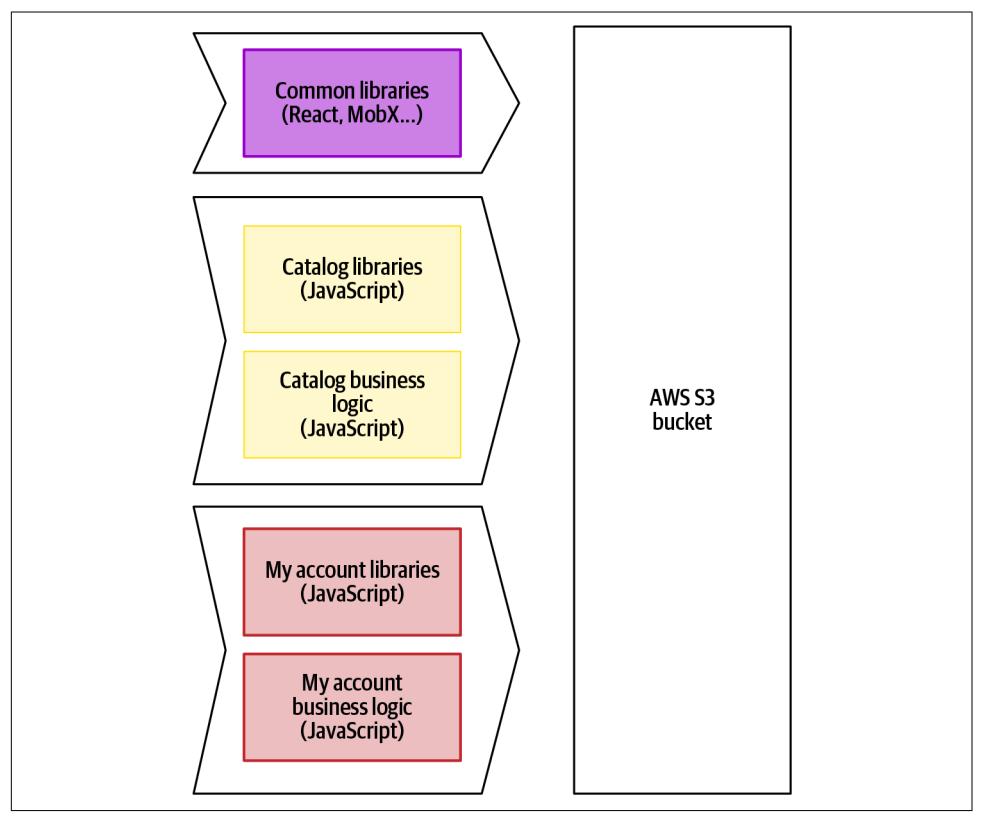 Common libraries
(React, MobX...)
Catalog libraries
(JavaScript)
Catalog business
logic
(JavaScript)
My account libraries
(JavaScript)
My account
business logic
(JavaScript)
AWS S3
bucket